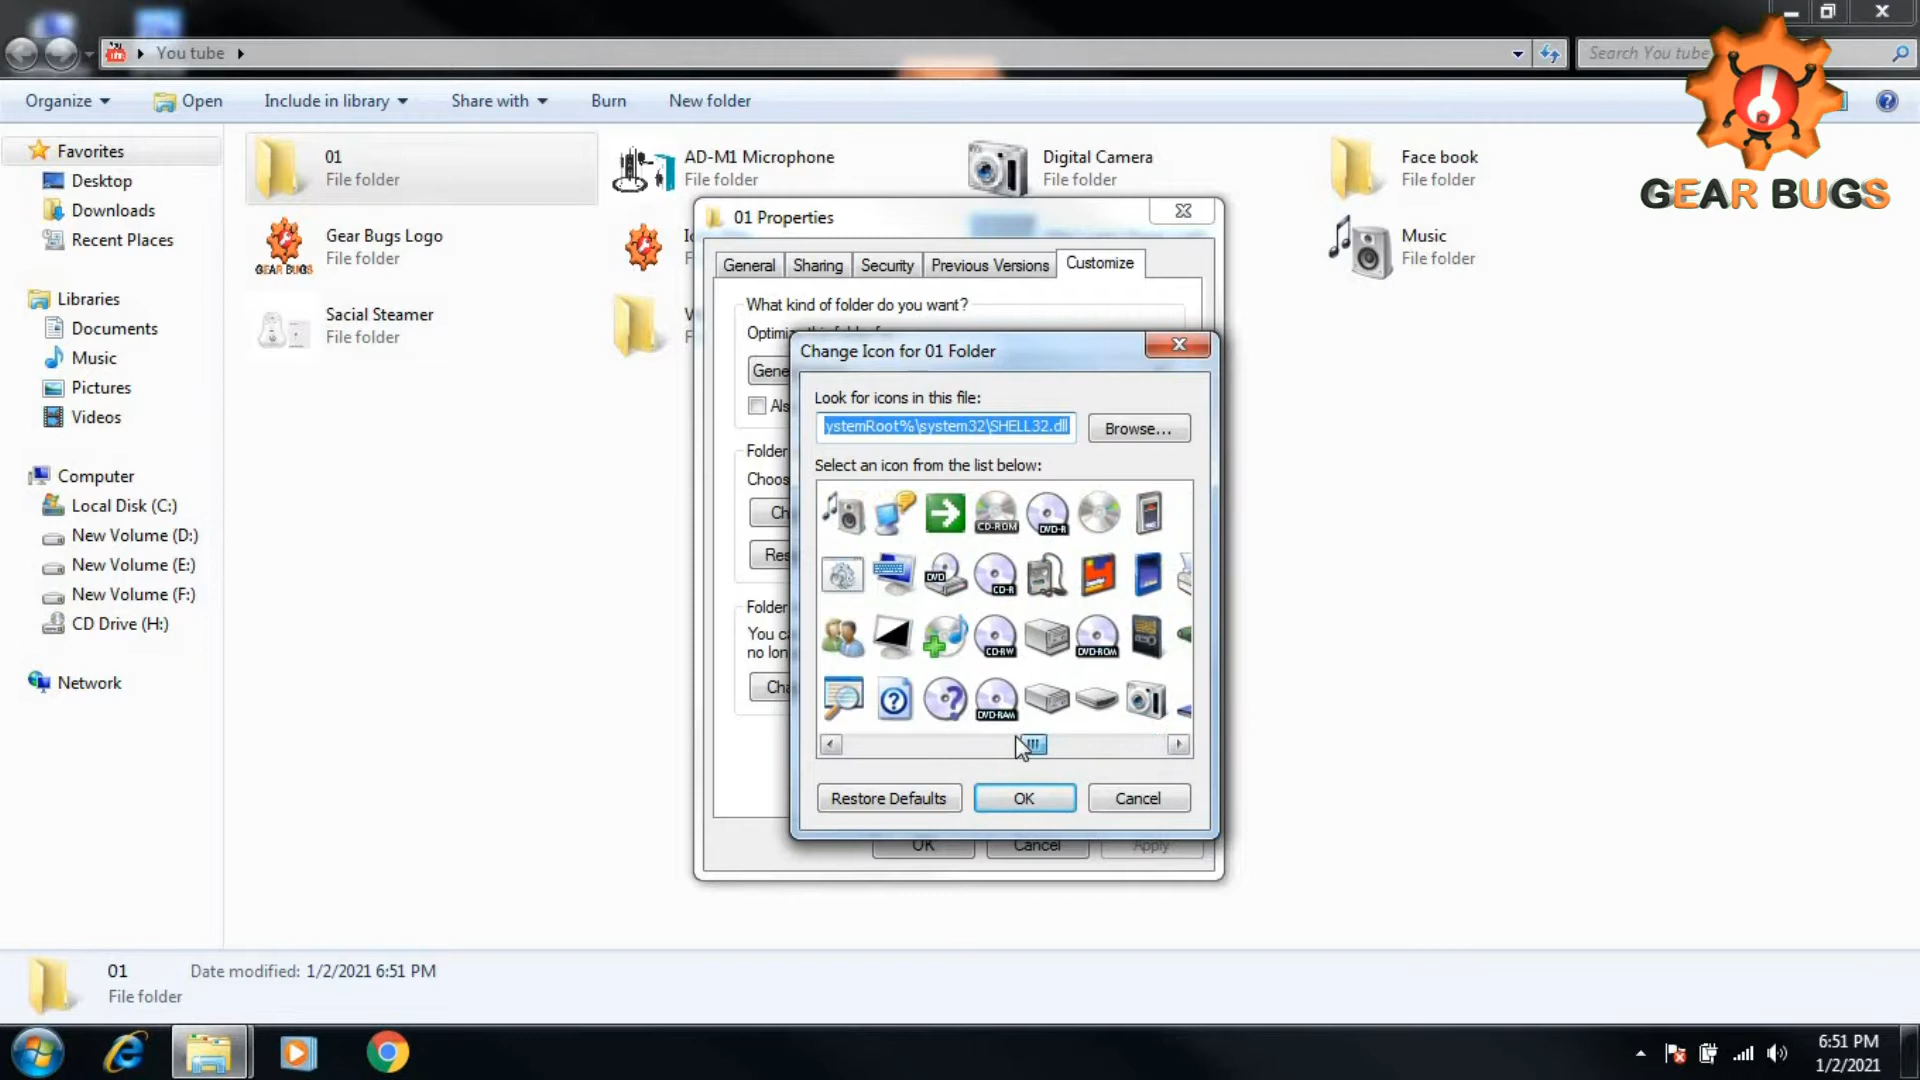 You tube
Search You tube
Organize
Open
Include in library
Share with
Burn
New folder
GEAR BUGS
Favorites
Desktop
Downloads
Recent Places
Libraries
Documents
Music
Pictures
Videos
Computer
Local Disk (C:)
New Volume (D:)
New Volume (E:)
New Volume (F:)
CD Drive (H:)
Network
01
File folder
AD-M1 Microphone
File folder
Digital Camera
File folder
Face book
File folder
Gear Bugs Logo
File folder
GEAR BUGS
Music
File folder
Sacial Steamer
File folder
01 Properties
General
Sharing
Security
Previous Versions
Customize
What kind of folder do you want?
Change Icon for 01 Folder
Look for icons in this file:
ystemRoot%\system32\SHELL32.dll
Browse...
Select an icon from the list below:
CD-ROM
DVD-R
DVD
CD-R
CD-RW
DVD-ROM
DVD-RAM
Restore Defaults
OK
Cancel
Folder
Folder
OK
Cancel
Apply
01
Date modified: 1/2/2021 6:51 PM
File folder
6:51 PM
1/2/2021